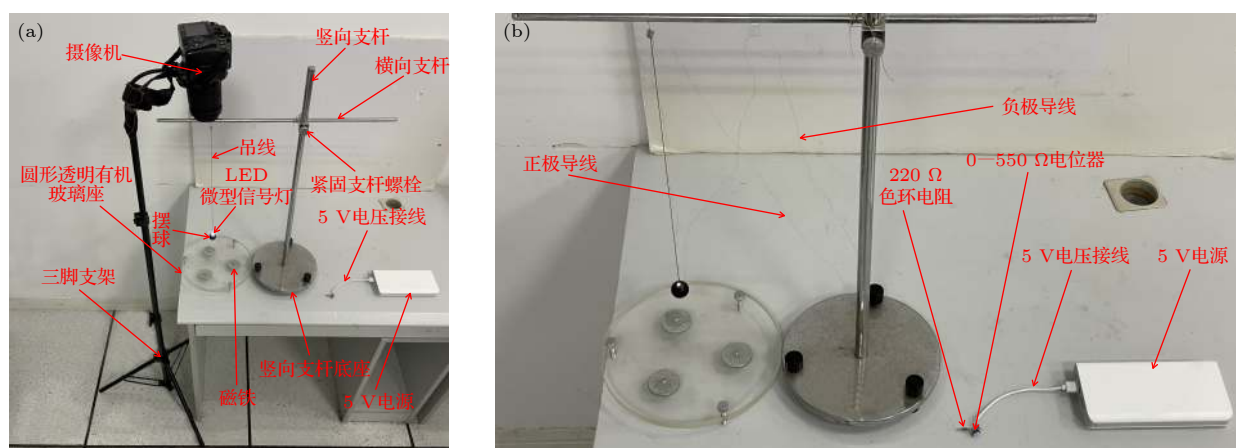 (a)
摄像机
竖向支杆
横向支杆
吊线
LED
微型信号灯
圆形透明有机
玻璃座
紧固支杆螺栓
5 V电压接线
摆
球
三脚支架
竖向支杆底座
磁铁
5 V电源
(b)
负极导线
正极导线
0—550 Ω电位器
220 Ω
色环电阻
5 V电压接线
5 V电源